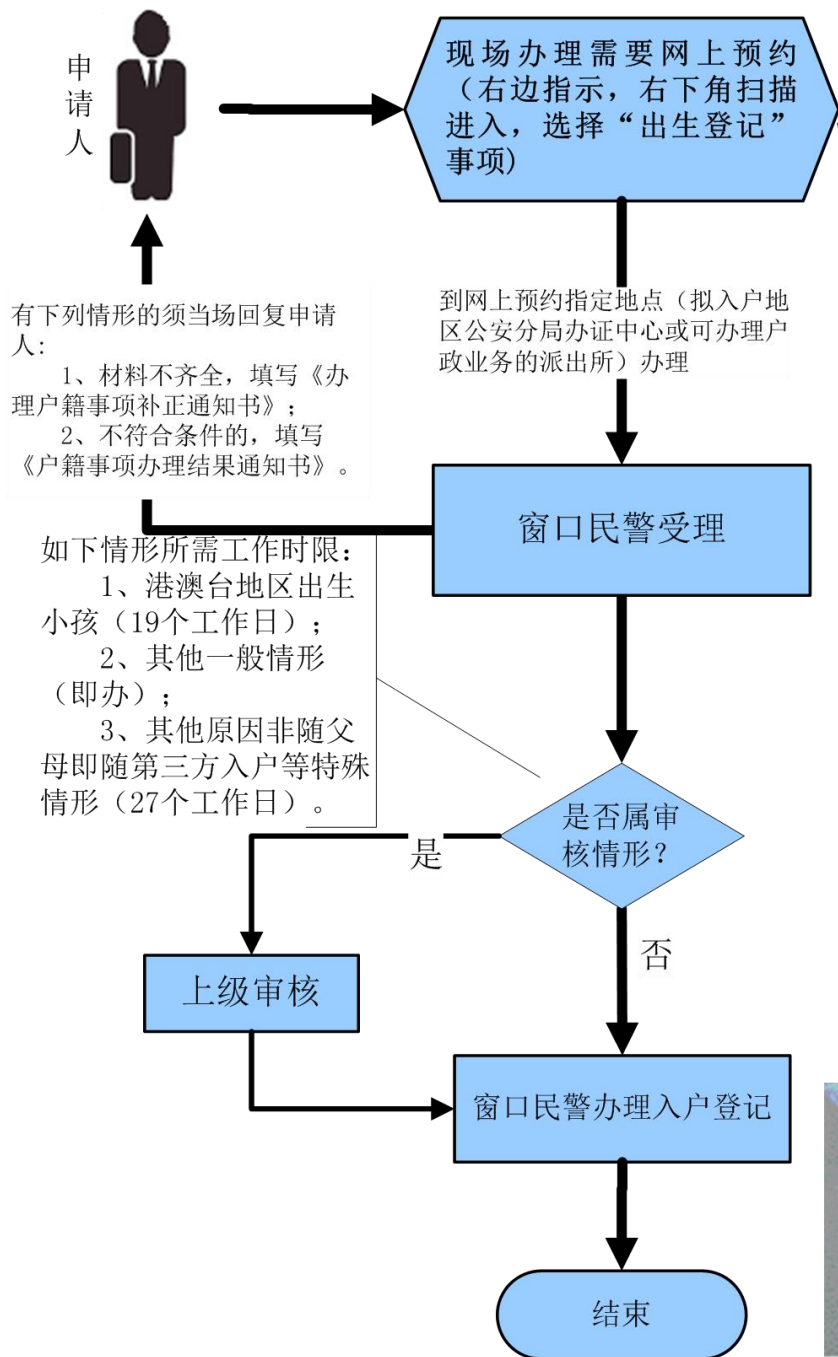 申
请
人
现场办理需要网上预约
（右边指示，右下角扫描
进入，选择“出生登记”
事项)
有下列情形的须当场回复申请
人：
1、材料不齐全，填写《办
理户籍事项补正通知书》；
2、不符合条件的，填写
《户籍事项办理结果通知书》。
到网上预约指定地点（拟入户地
区公安分局办证中心或可办理户
政业务的派出所）办理
窗口民警受理
如下情形所需工作时限：
1、港澳台地区出生
小孩（19个工作日）；
2、其他一般情形
（即办）；
3、其他原因非随父
母即随第三方入户等特殊
情形（27个工作日）。
是否属审
核情形？
是
否
上级审核
窗口民警办理入户登记
结束